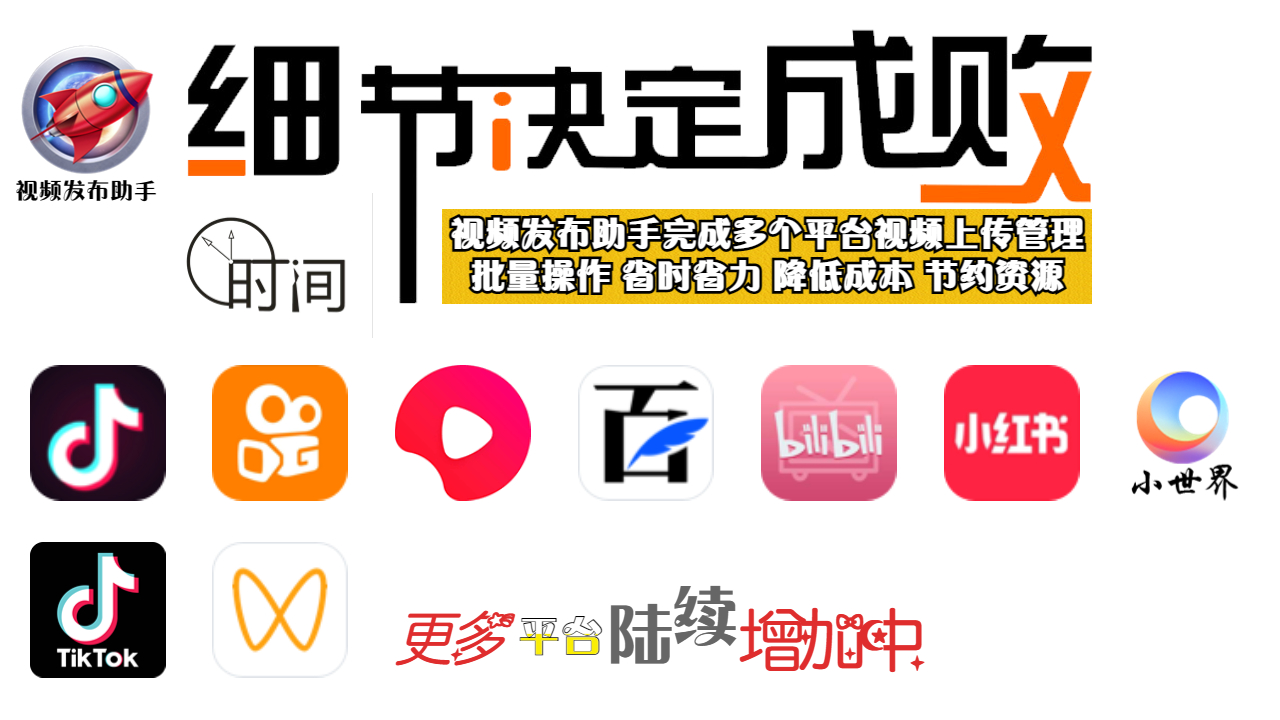 细节决定成败
视频发布助手
视频发布助手完成多个平台视频上传管理
批量操作 省时省力 降低成本 节约资源
时间
百
bilibili
小红书
小世界
TikTok
更多平台陆续增加中